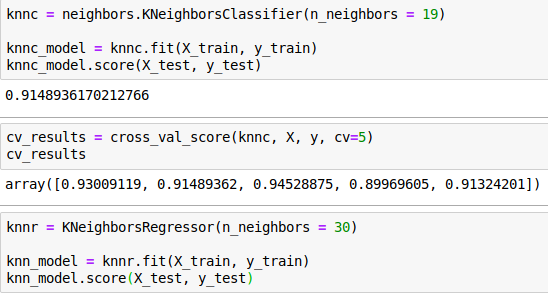 knnc = neighbors.KNeighborsClassifier(n_neighbors = 19)
knnc_model = knnc.fit(X_train, y_train)
knnc_model.score(X_test, y_test)
0.9148936170212766
cv_results = cross_val_score(knnc, X, y, cv=5)
cv_results
array([0.93009119, 0.91489362, 0.94528875, 0.89969605, 0.91324201])
knnr = KNeighborsRegressor(n_neighbors = 30)
knn_model = knnr.fit(X_train, y_train)
knn_model.score(X_test, y_test)